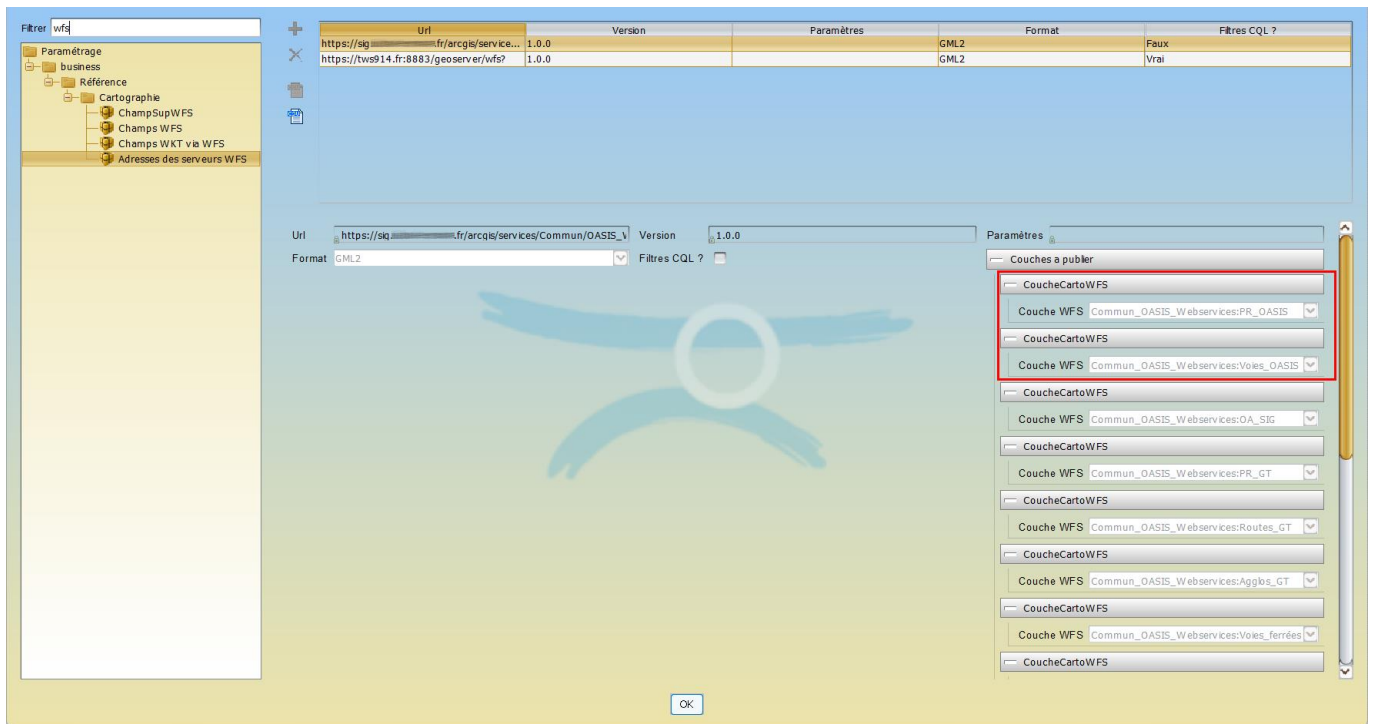 Filtrer wfs
Paramétrage
business
Référence
Cartographie
ChampSupWFS
Champs WFS
Champs WKT via WFS
Adresses des serveurs WFS
Url Version Paramètres Format Filtres CQL ?
https://sig .fr/arcgis/service... 1.0.0 GML2 Faux
https://tws914.fr:8883/geoserver/wfs? 1.0.0 GML2 Vrai
Url https://sig .fr/arcgis/services/Commun/OASIS_ Version 1.0.0 Paramètres
Format GML2 Filtres CQL ?
Couches a publier
CoucheCartoWFS
Couche WFS Commun_OASIS_Webservices:PR_OASIS
CoucheCartoWFS
Couche WFS Commun_OASIS_Webservices:Voies_OASIS
CoucheCartoWFS
Couche WFS Commun_OASIS_Webservices:OA_SIG
CoucheCartoWFS
Couche WFS Commun_OASIS_Webservices:PR_GT
CoucheCartoWFS
Couche WFS Commun_OASIS_Webservices:Routes_GT
CoucheCartoWFS
Couche WFS Commun_OASIS_Webservices:Agglos_GT
CoucheCartoWFS
Couche WFS Commun_OASIS_Webservices:Voies_ferrées
CoucheCartoWFS
OK